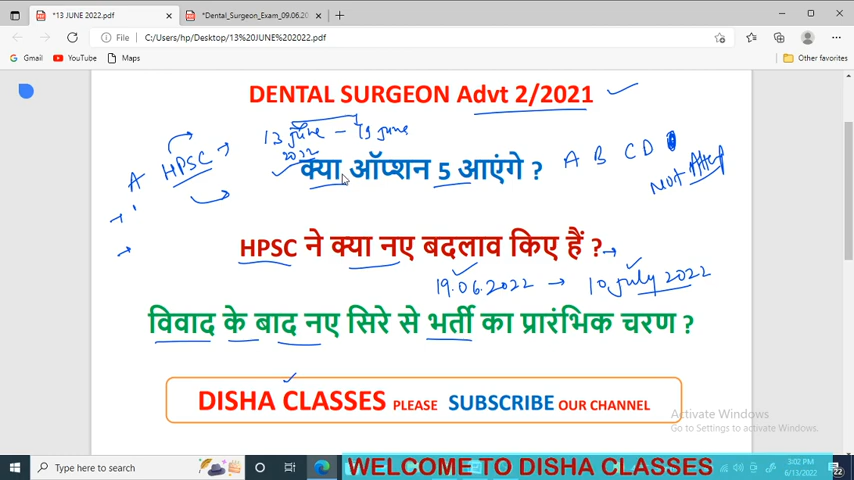 *13 JUNE 2022.pdf
*Dental_Surgeon_Exam_09.06.20
File C:/Users/hp/Desktop/13%20JUNE%202022.pdf
Gmail YouTube Maps Other favorites
DENTAL SURGEON Advt 2/2021
13 june – 19 june
2022
A HPSC
क्या ऑप्शन 5 आएंगे ?
A B C D
Not
HPSC ने क्या नए बदलाव किए हैं ?
19.06.2022 → 10 July 2022
विवाद के बाद नए सिरे से भर्ती का प्रारंभिक चरण ?
DISHA CLASSES PLEASE SUBSCRIBE OUR CHANNEL
Activate Windows
Go to Settings to activate Windows.
Type here to search
WELCOME TO DISHA CLASSES
3:02 PM
6/13/2022
22